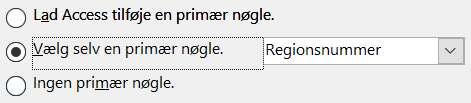 Lad Access tilføje en primær nøgle.
Vælg selv en primær nøgle. Regionsnummer
Ingen primær nøgle.